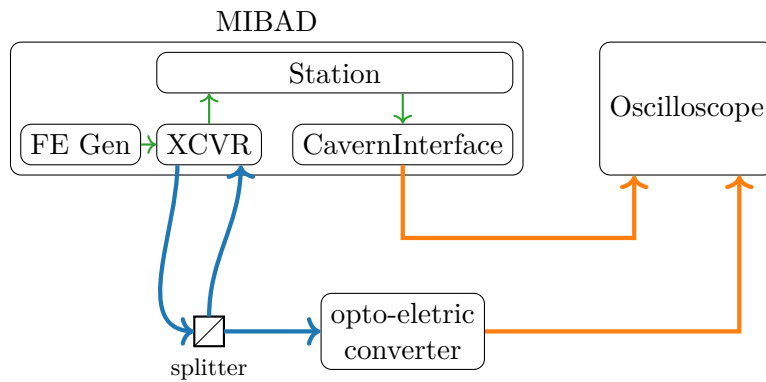 MIBAD
Station
Oscilloscope
FE Gen
XCVR
CavernInterface
opto-eletric
converter
splitter